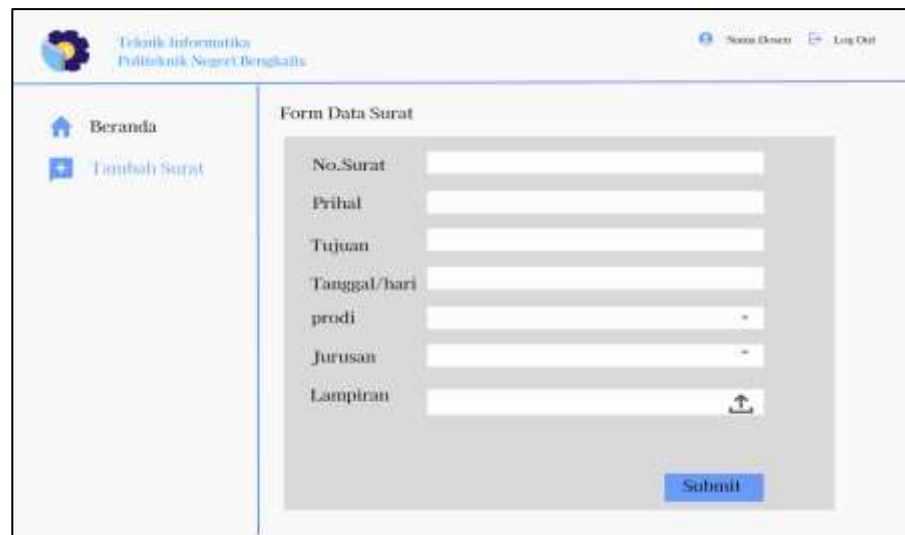 Teknik Informatika
Politeknik Negeri Bengkalis
Nama Dosen Log Out
Beranda
Tambah Surat
Form Data Surat
No.Surat
Prihal
Tujuan
Tanggal/hari
prodi
Jurusan
Lampiran
Submit